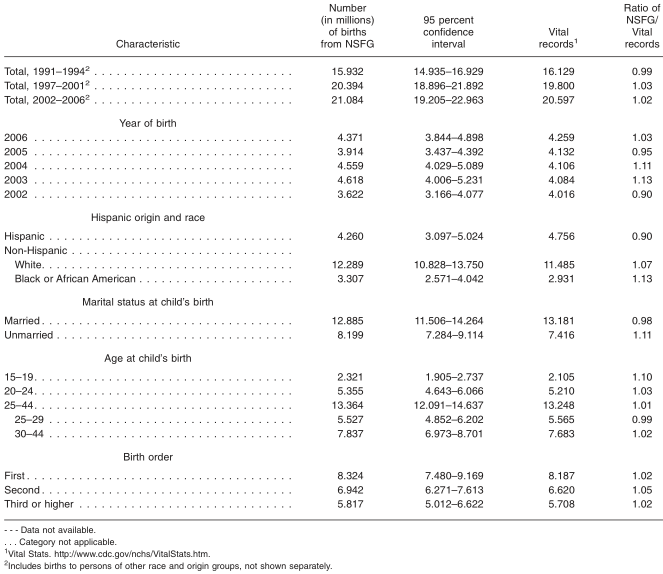 Characteristic Number (in millions) of births from NSFG 95 percent confidence interval Vital records1 Ratio of NSFG/ Vital records
Total, 1991–1994² . . . . . . . . . . . . . . . . . . . . . . . . . . . . 15.932 14.935–16.929 16.129 0.99
Total, 1997–2001² . . . . . . . . . . . . . . . . . . . . . . . . . . . . 20.394 18.896–21.892 19.800 1.03
Total, 2002–2006² . . . . . . . . . . . . . . . . . . . . . . . . . . . . 21.084 19.205–22.963 20.597 1.02
Year of birth
2006 . . . . . . . . . . . . . . . . . . . . . . . . . . . . 4.371 3.844–4.898 4.259 1.03
2005 . . . . . . . . . . . . . . . . . . . . . . . . . . . . 3.914 3.437–4.392 4.132 0.95
2004 . . . . . . . . . . . . . . . . . . . . . . . . . . . . 4.559 4.029–5.089 4.106 1.11
2003 . . . . . . . . . . . . . . . . . . . . . . . . . . . . 4.618 4.006–5.231 4.084 1.13
2002 . . . . . . . . . . . . . . . . . . . . . . . . . . . . 3.622 3.166–4.077 4.016 0.90
Hispanic origin and race
Hispanic . . . . . . . . . . . . . . . . . . . . . . . . . . . . 4.260 3.097–5.024 4.756 0.90
Non-Hispanic . . . . . . . . . . . . . . . . . . . . . . . . . . . .
White. . . . . . . . . . . . . . . . . . . . . . . . . . . . 12.289 10.828–13.750 11.485 1.07
Black or African American . . . . . . . . . . . . . . . . . . . . 3.307 2.571–4.042 2.931 1.13
Marital status at child's birth
Married. . . . . . . . . . . . . . . . . . . . . . . . . . . . 12.885 11.506–14.264 13.181 0.98
Unmarried . . . . . . . . . . . . . . . . . . . . . . . . . . . . 8.199 7.284–9.114 7.416 1.11
Age at child's birth
15–19. . . . . . . . . . . . . . . . . . . . . . . . . . . . 2.321 1.905–2.737 2.105 1.10
20–24. . . . . . . . . . . . . . . . . . . . . . . . . . . . 5.355 4.643–6.066 5.210 1.03
25–44. . . . . . . . . . . . . . . . . . . . . . . . . . . . 13.364 12.091–14.637 13.248 1.01
25–29 . . . . . . . . . . . . . . . . . . . . . . . . . . . . 5.527 4.852–6.202 5.565 0.99
30–44 . . . . . . . . . . . . . . . . . . . . . . . . . . . . 7.837 6.973–8.701 7.683 1.02
Birth order
First. . . . . . . . . . . . . . . . . . . . . . . . . . . . 8.324 7.480–9.169 8.187 1.02
Second. . . . . . . . . . . . . . . . . . . . . . . . . . . . 6.942 6.271–7.613 6.620 1.05
Third or higher . . . . . . . . . . . . . . . . . . . . . . . . . . . . 5.817 5.012–6.622 5.708 1.02
- - - Data not available.
. . . Category not applicable.
¹Vital Stats. http://www.cdc.gov/nchs/VitalStats.htm.
²Includes births to persons of other race and origin groups, not shown separately.